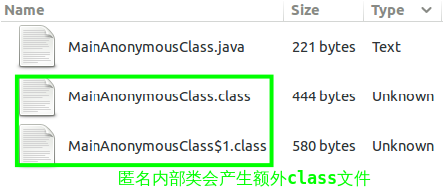 Name Size Type
MainAnonymousClass.java 221 bytes Text
MainAnonymousClass.class 444 bytes Unknown
MainAnonymousClass$1.class 580 bytes Unknown
匿名内部类会产生额外class文件